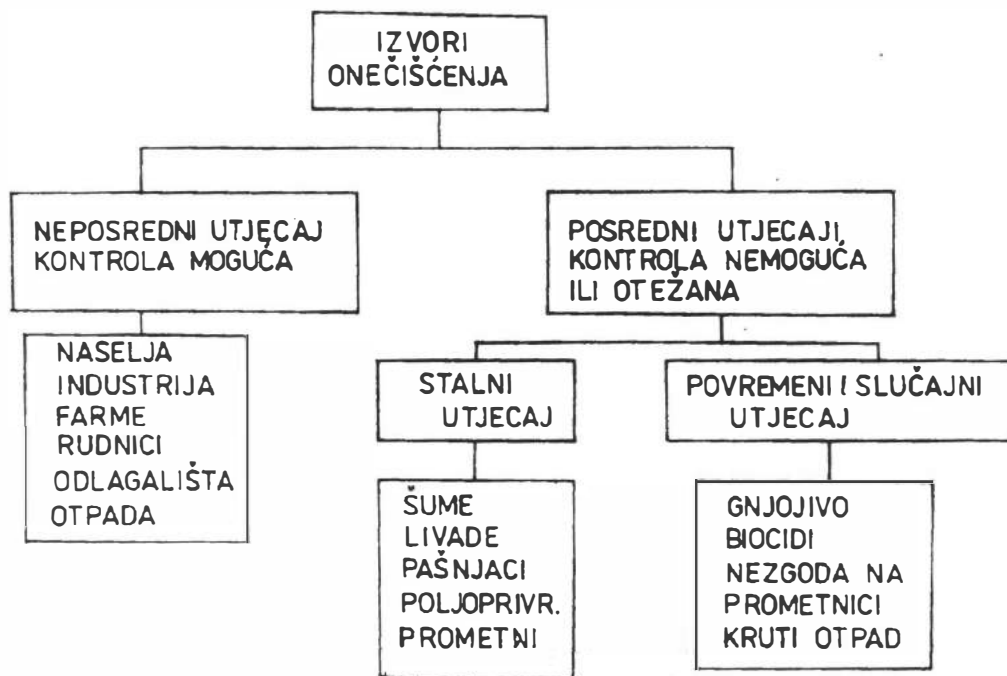 IZVORI
ONEČIŠĆENJA
NEPOSREDNI UTJECAJ
KONTROLA MOGUĆA
NASELJA
INDUSTRIJA
FARME
RUDNICI
ODLAGALIŠTA
OTPADA
POSREDNI UTJECAJI,
KONTROLA NEMOGUĆA
ILI OTEŽANA
STALNI
UTJECAJ
ŠUME
LIVADE
PAŠNJACI
POLJOPRIVR.
PROMETNI
POVREMENI I SLUČAJNI
UTJECAJ
GNJOJIVO
BIOCIDI
NEZGODA NA
PROMETNICI
KRUTI OTPAD